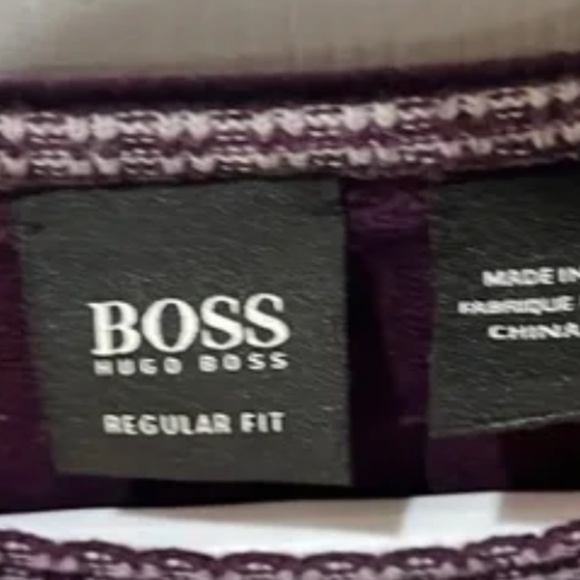 BOSS
HUGO BOSS
REGULAR FIT
MADE IN
FABRIQUE
CHINA